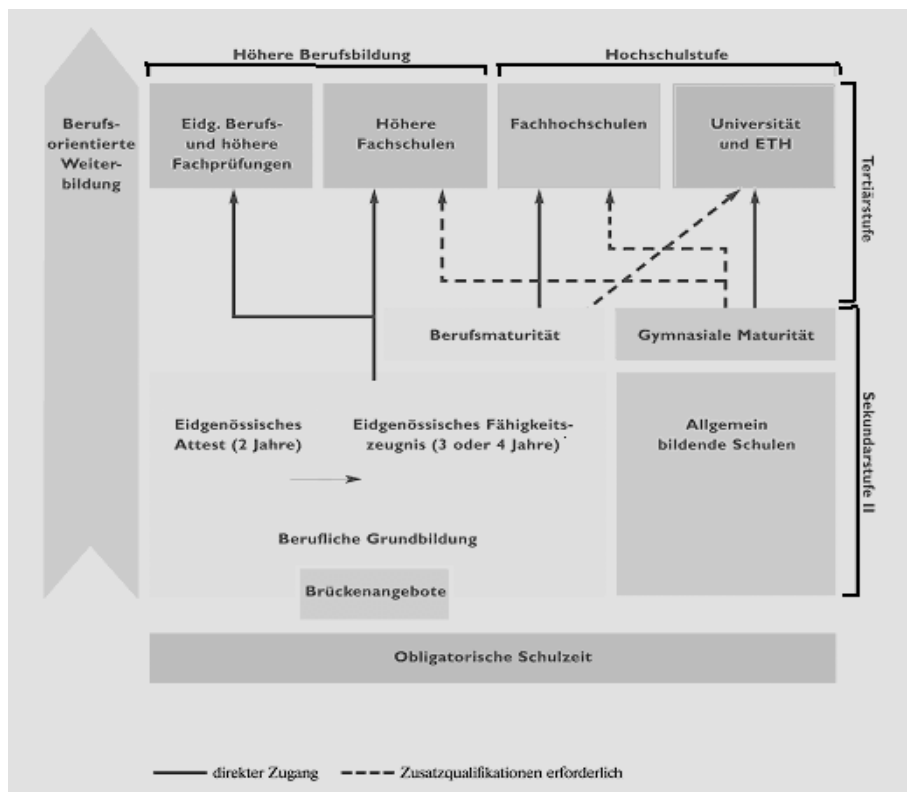 Höhere Berufsbildung
Hochschulstufe
Berufs-
orientierte
Weiter-
bildung
Eidg. Berufs-
und höhere
Fachprüfungen
Höhere
Fachschulen
Fachhochschulen
Universität
und ETH
Tertiärstufe
Berufsmaturität
Gymnasiale Maturität
Eidgenössisches
Attest (2 Jahre)
Eidgenössisches Fähigkeits-
zeugnis (3 oder 4 Jahre)
Allgemein
bildende Schulen
Sekundarstufe II
Berufliche Grundbildung
Brückenangebote
Obligatorische Schulzeit
direkter Zugang
Zusatzqualifikationen erforderlich